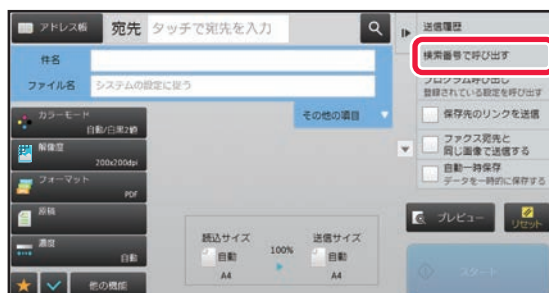 アドレス帳
宛先
タッチで宛先を入力
件名
ファイル名
システムの設定に従う
カラーモード
自動/白黒2値
解像度
200x200dpi
フォーマット
PDF
原稿
濃度
自動
他の機能
その他の項目
読込サイズ
自動
A4
100%
送信サイズ
自動
A4
送信履歴
検索番号で呼び出す
プログラム呼び出し
登録されている設定を呼び出す
保存先のリンクを送信
ファクス宛先と
同じ画像で送信する
自動一時保存
データを一時的に保存する
プレビュー
リセット
スタート